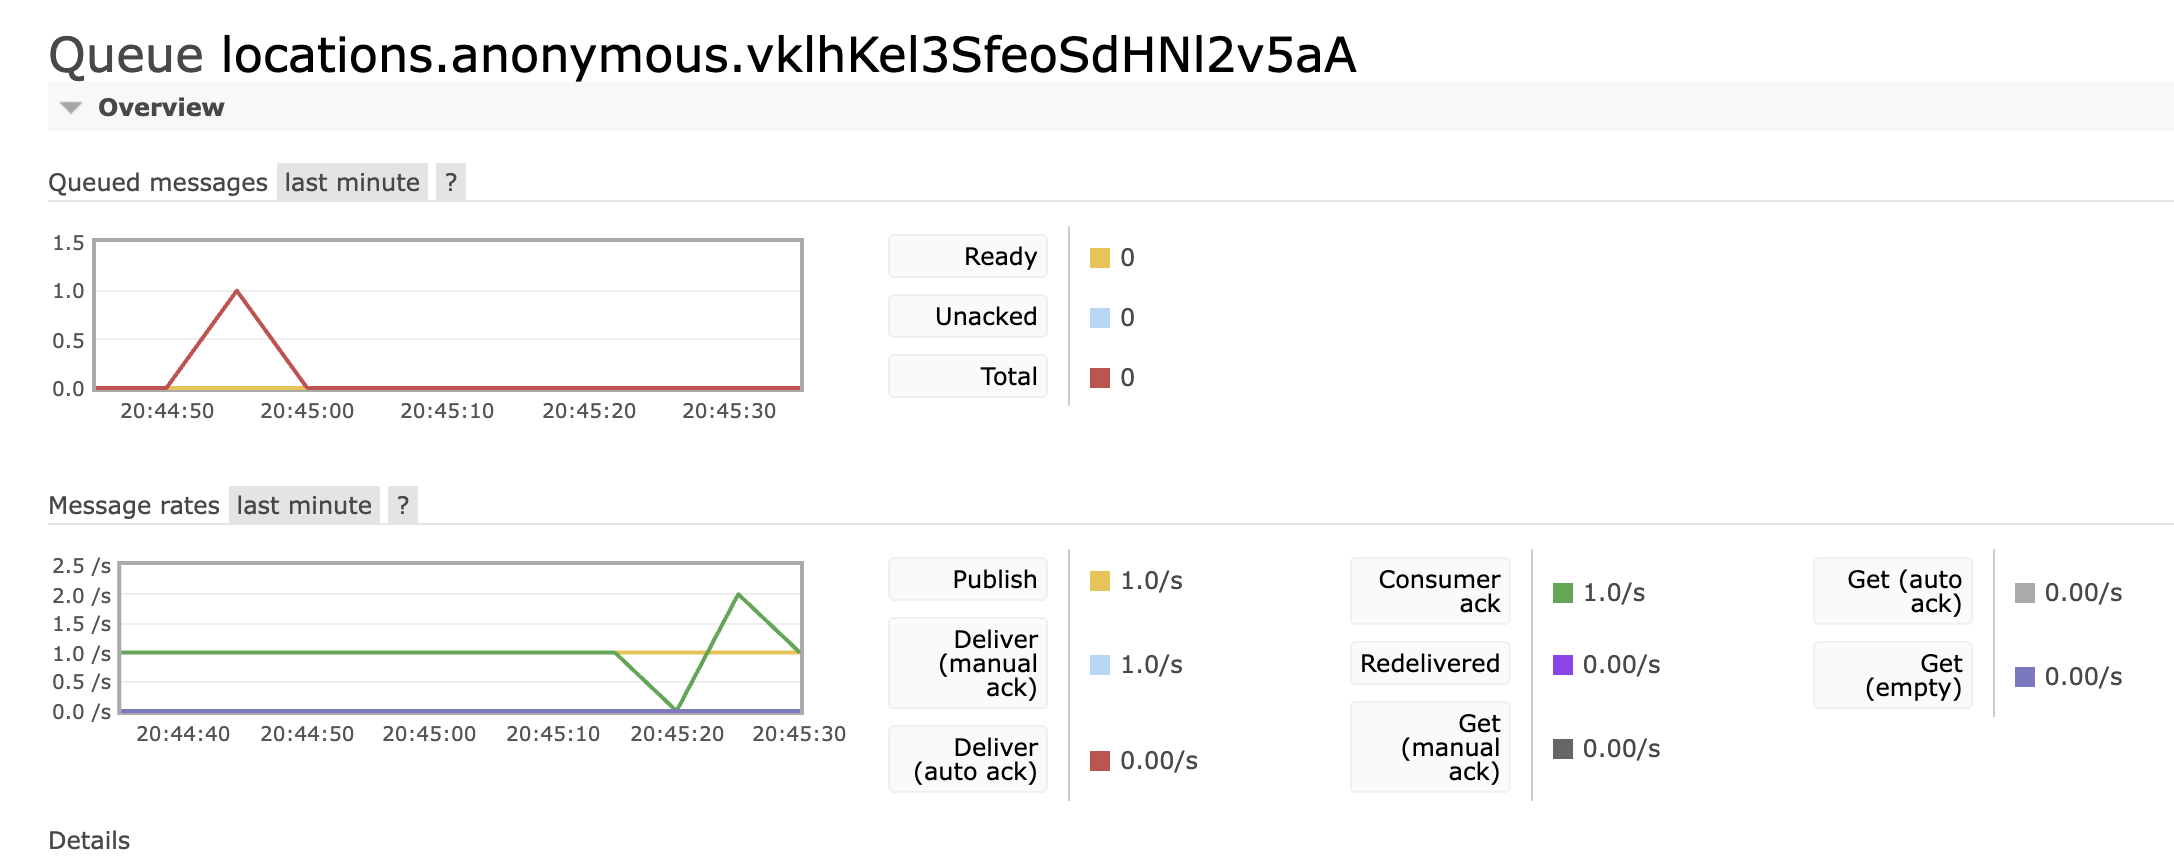 Queue locations.anonymous.vklhKel3SfeoSdHNl2v5aA
Overview
Queued messages last minute ?
1.5
1.0
0.5
0.0
20:44:50 20:45:00 20:45:10 20:45:20 20:45:30
Ready 0
Unacked 0
Total 0
Message rates last minute ?
2.5 /s
2.0 /s
1.5 /s
1.0 /s
0.5 /s
0.0 /s
20:44:40 20:44:50 20:45:00 20:45:10 20:45:20 20:45:30
Publish 1.0/s
Deliver
(manual 1.0/s
ack)
Deliver
(auto ack) 0.00/s
Consumer
ack 1.0/s
Redelivered 0.00/s
Get
(manual 0.00/s
ack)
Get (auto
ack) 0.00/s
Get
(empty) 0.00/s
Details